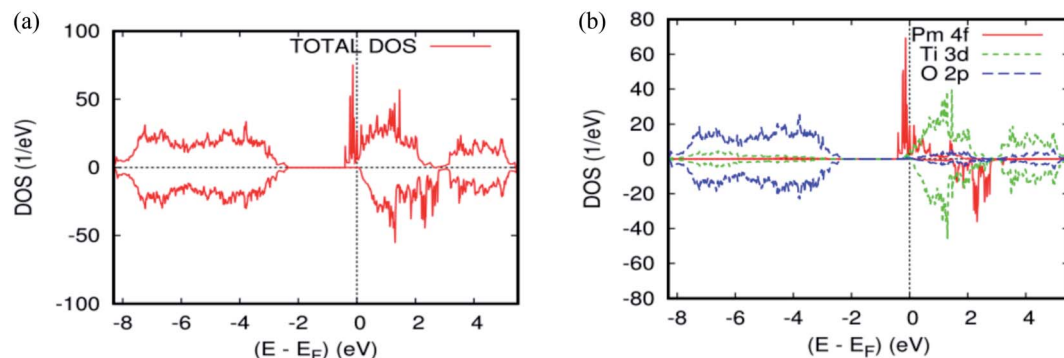 (a)
100
50
0
-50
-100
DOS (1/eV)
TOTAL DOS
-8 -6 -4 -2 0 2 4
(E - E_F) (eV)
(b)
80
60
40
20
0
-20
-40
-60
-80
DOS (1/eV)
Pm 4f
Ti 3d
O 2p
-8 -6 -4 -2 0 2 4
(E - E_F) (eV)